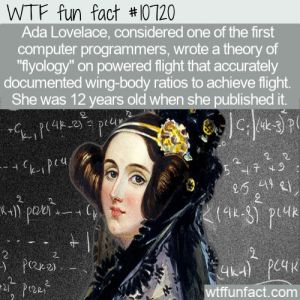 WTF fun fact #10720
Ada Lovelace, considered one of the first
computer programmers, wrote a theory of
"flyology" on powered flight that accurately
documented wing-body ratios to achieve flight.
She was 12 years old when she published it.
wtffunfact.com